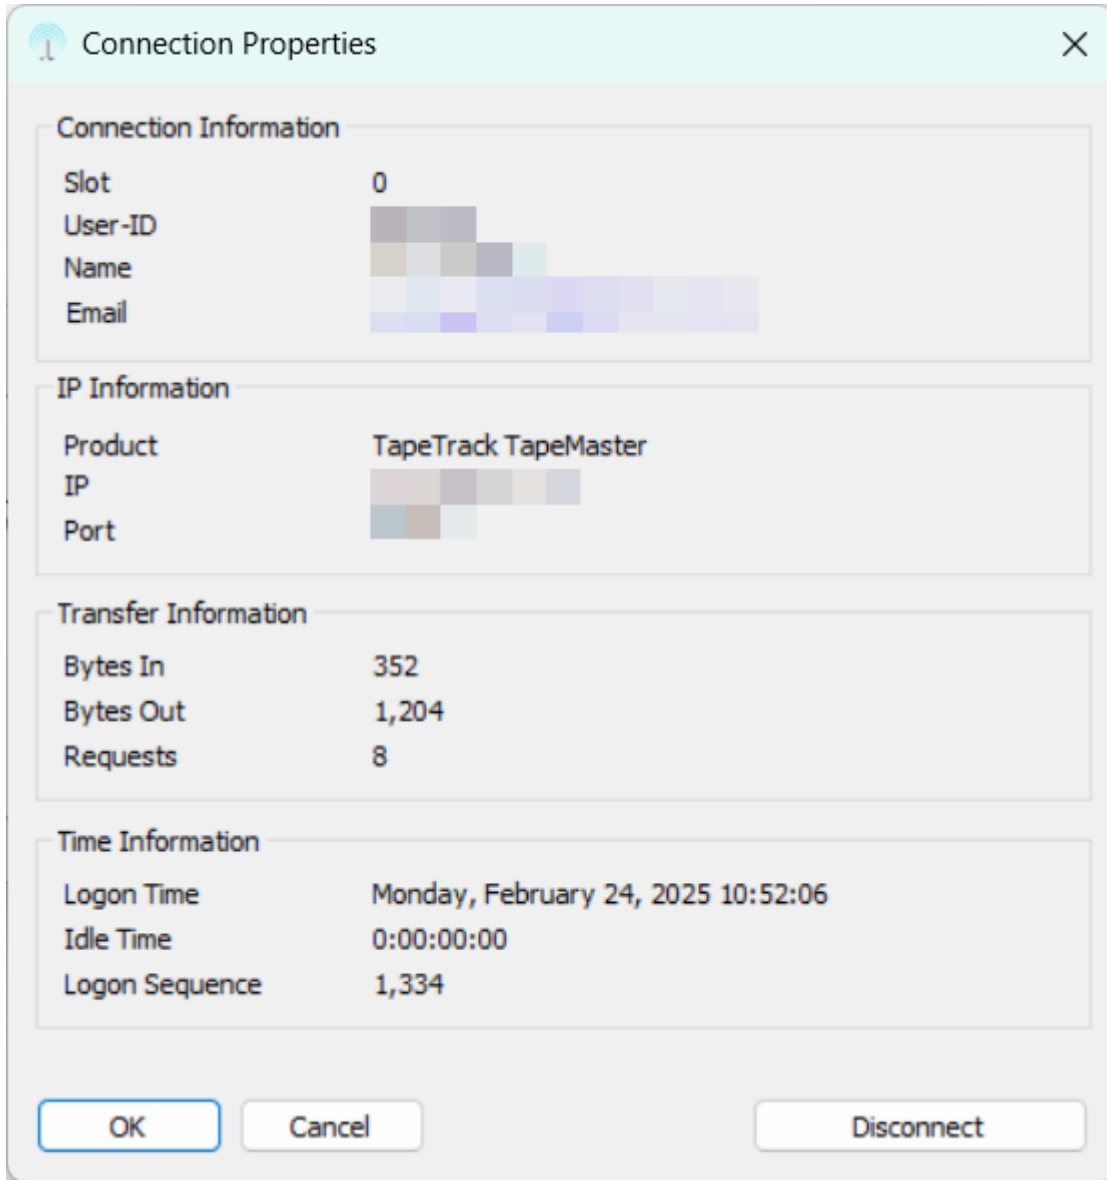 Connection Properties
Connection Information
Slot 0
User-ID
Name
Email
IP Information
Product TapeTrack TapeMaster
IP
Port
Transfer Information
Bytes In 352
Bytes Out 1,204
Requests 8
Time Information
Logon Time Monday, February 24, 2025 10:52:06
Idle Time 0:00:00:00
Logon Sequence 1,334
OK Cancel Disconnect